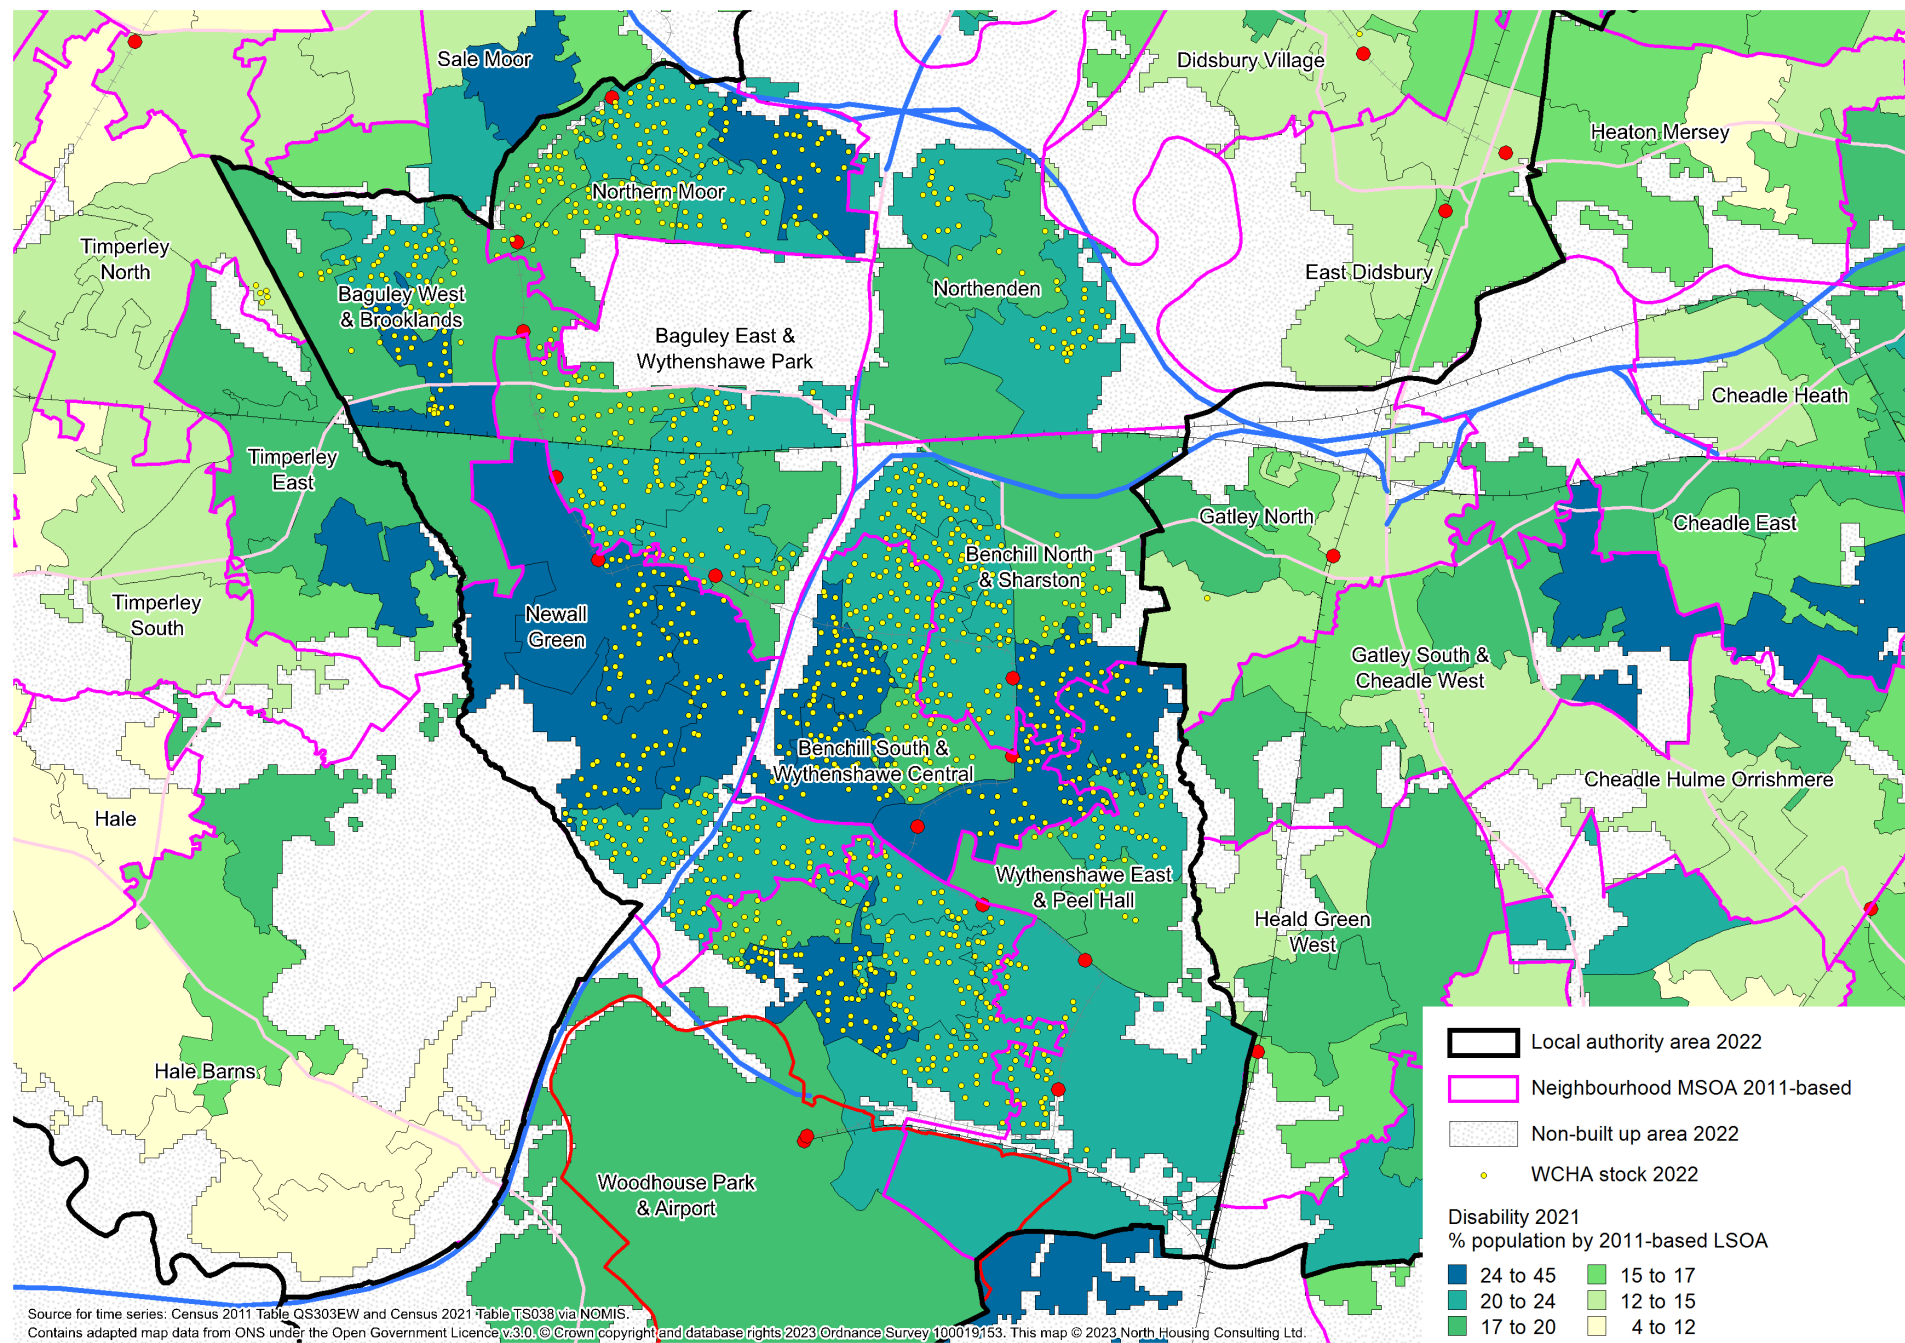 Sale Moor
Didsbury Village
Heaton Mersey
Northern Moor
Timperley
North
East Didsbury
Baguley West
& Brooklands
Northenden
Baguley East &
Wythenshawe Park
Cheadle Heath
Timperley
East
Gatley North
Cheadle East
Benchill North
& Sharston
Timperley
South
Newall
Green
Gatley South &
Cheadle West
Benchill South &
Wythenshawe Central
Cheadle Hulme Orrishmere
Hale
Wythenshawe East
& Peel Hall
Heald Green
West
Hale Barns
Woodhouse Park
& Airport
Local authority area 2022
Neighbourhood MSOA 2011-based
Non-built up area 2022
WCHA stock 2022
Disability 2021
% population by 2011-based LSOA
24 to 45 15 to 17
20 to 24 12 to 15
17 to 20 4 to 12
Source for time series: Census 2011 Table QS303EW and Census 2021 Table TS038 via NOMIS.
Contains adapted map data from ONS under the Open Government Licence v.3.0. © Crown copyright and database rights 2023 Ordnance Survey 100019153. This map © 2023 North Housing Consulting Ltd.